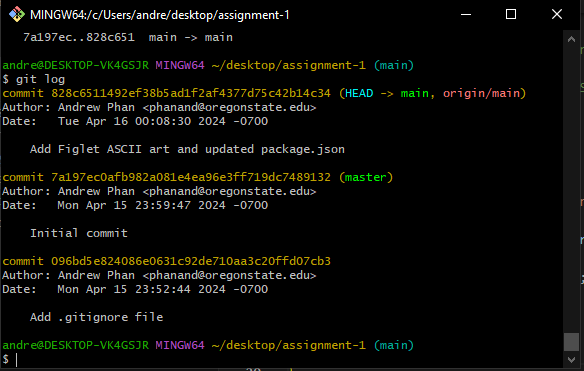 MINGW64:/c/Users/andre/desktop/assignment-1
7a197ec..828c651  main -> main
andre@DESKTOP-VK4GSJR MINGW64 ~/desktop/assignment-1 (main)
$ git log
commit 828c6511492ef38b5ad1f2af4377d75c42b14c34 (HEAD -> main, origin/main)
Author: Andrew Phan <phanand@oregonstate.edu>
Date:   Tue Apr 16 00:08:30 2024 -0700
Add Figlet ASCII art and updated package.json
commit 7a197ec0afb982a081e4ea96e3ff719dc7489132 (master)
Author: Andrew Phan <phanand@oregonstate.edu>
Date:   Mon Apr 15 23:59:47 2024 -0700
Initial commit
commit 096bd5e824086e0631c92de710aa3c20ffd07cb3
Author: Andrew Phan <phanand@oregonstate.edu>
Date:   Mon Apr 15 23:52:44 2024 -0700
Add .gitignore file
andre@DESKTOP-VK4GSJR MINGW64 ~/desktop/assignment-1 (main)
$